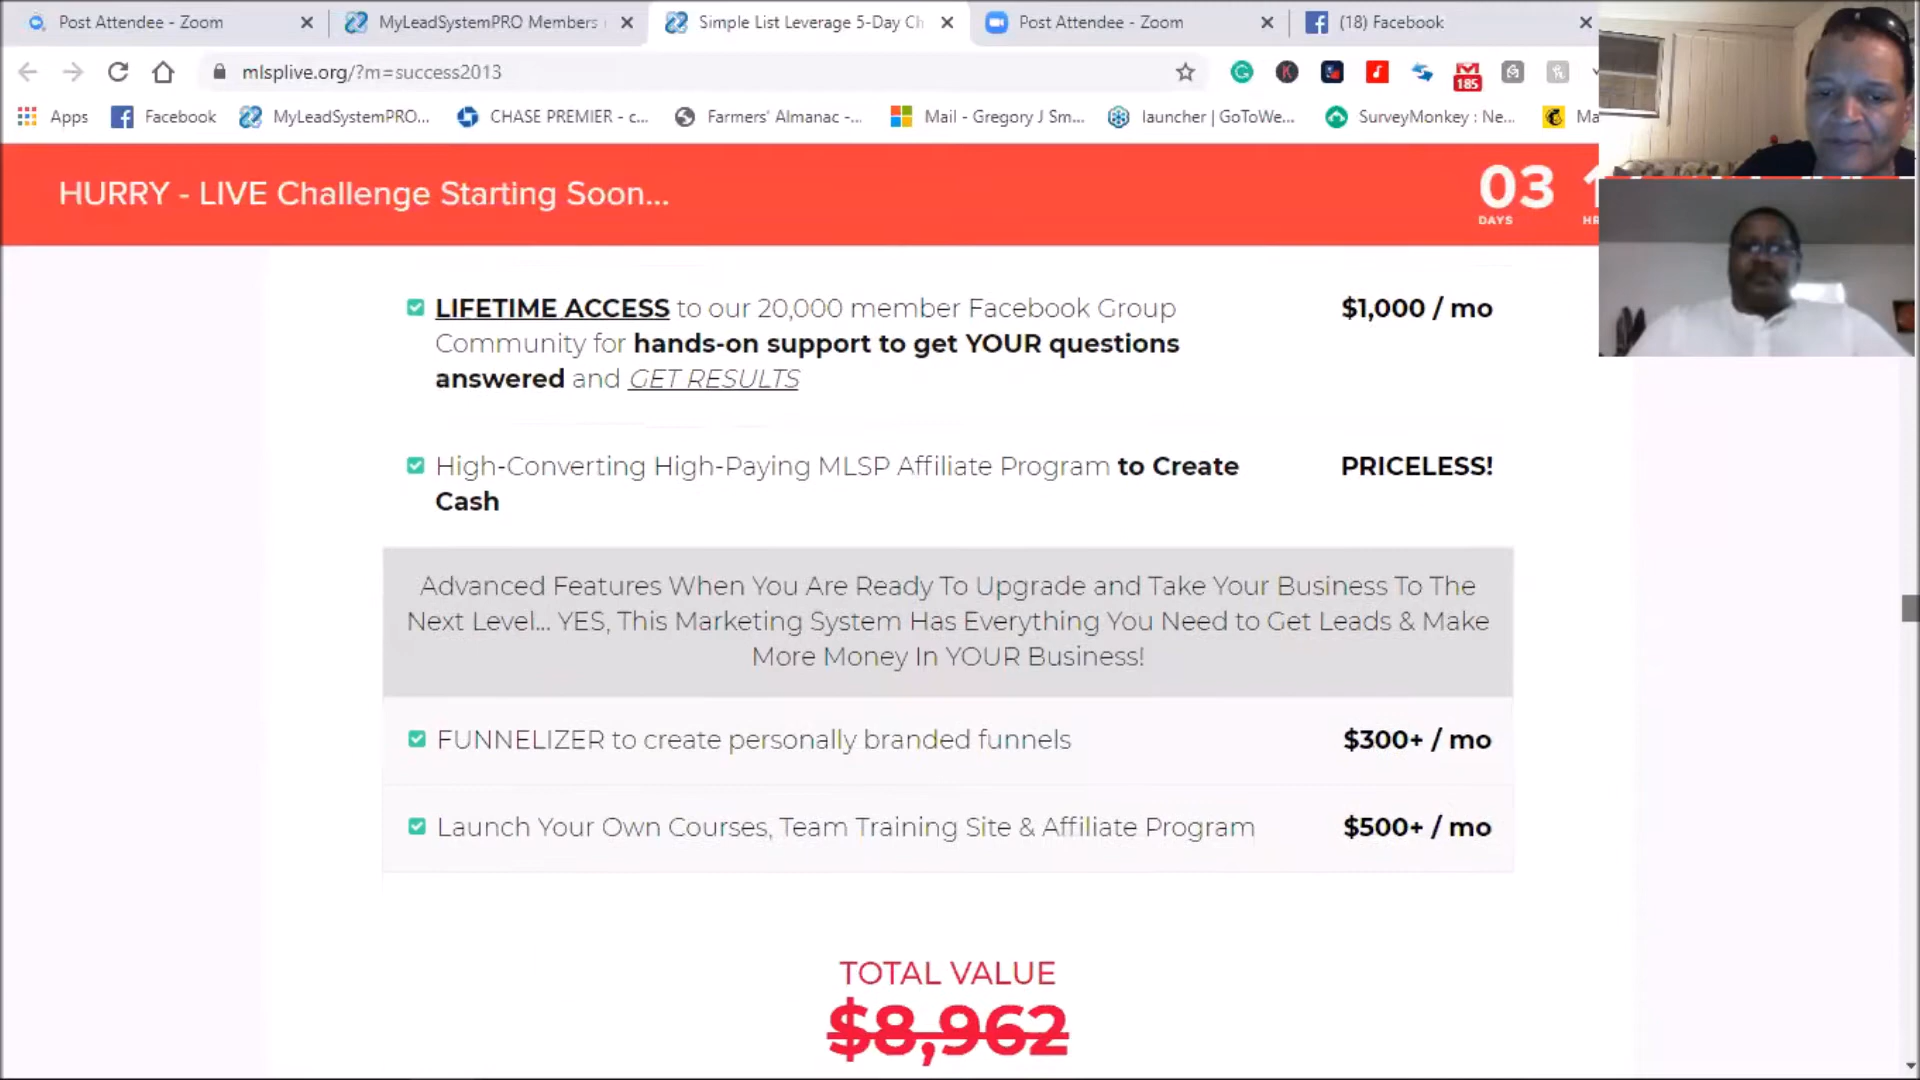 Post Attendee - Zoom
MyLeadSystemPRO Members
Simple List Leverage 5-Day Ch
Post Attendee - Zoom
(18) Facebook
mlsplive.org/?m=success2013
185
Apps
Facebook
MyLeadSystemPRO...
CHASE PREMIER - c...
Farmers' Almanac -...
Mail - Gregory J Sm...
launcher | GoToWe...
SurveyMonkey : Ne...
Ma
HURRY - LIVE Challenge Starting Soon...
03
DAYS
LIFETIME ACCESS to our 20,000 member Facebook Group
$1,000 / mo
Community for hands-on support to get YOUR questions
answered and GET RESULTS
High-Converting High-Paying MLSP Affiliate Program to Create
PRICELESS!
Cash
Advanced Features When You Are Ready To Upgrade and Take Your Business To The
Next Level... YES, This Marketing System Has Everything You Need to Get Leads & Make
More Money In YOUR Business!
FUNNELIZER to create personally branded funnels
$300+ / mo
Launch Your Own Courses, Team Training Site & Affiliate Program
$500+ / mo
TOTAL VALUE
$8,962